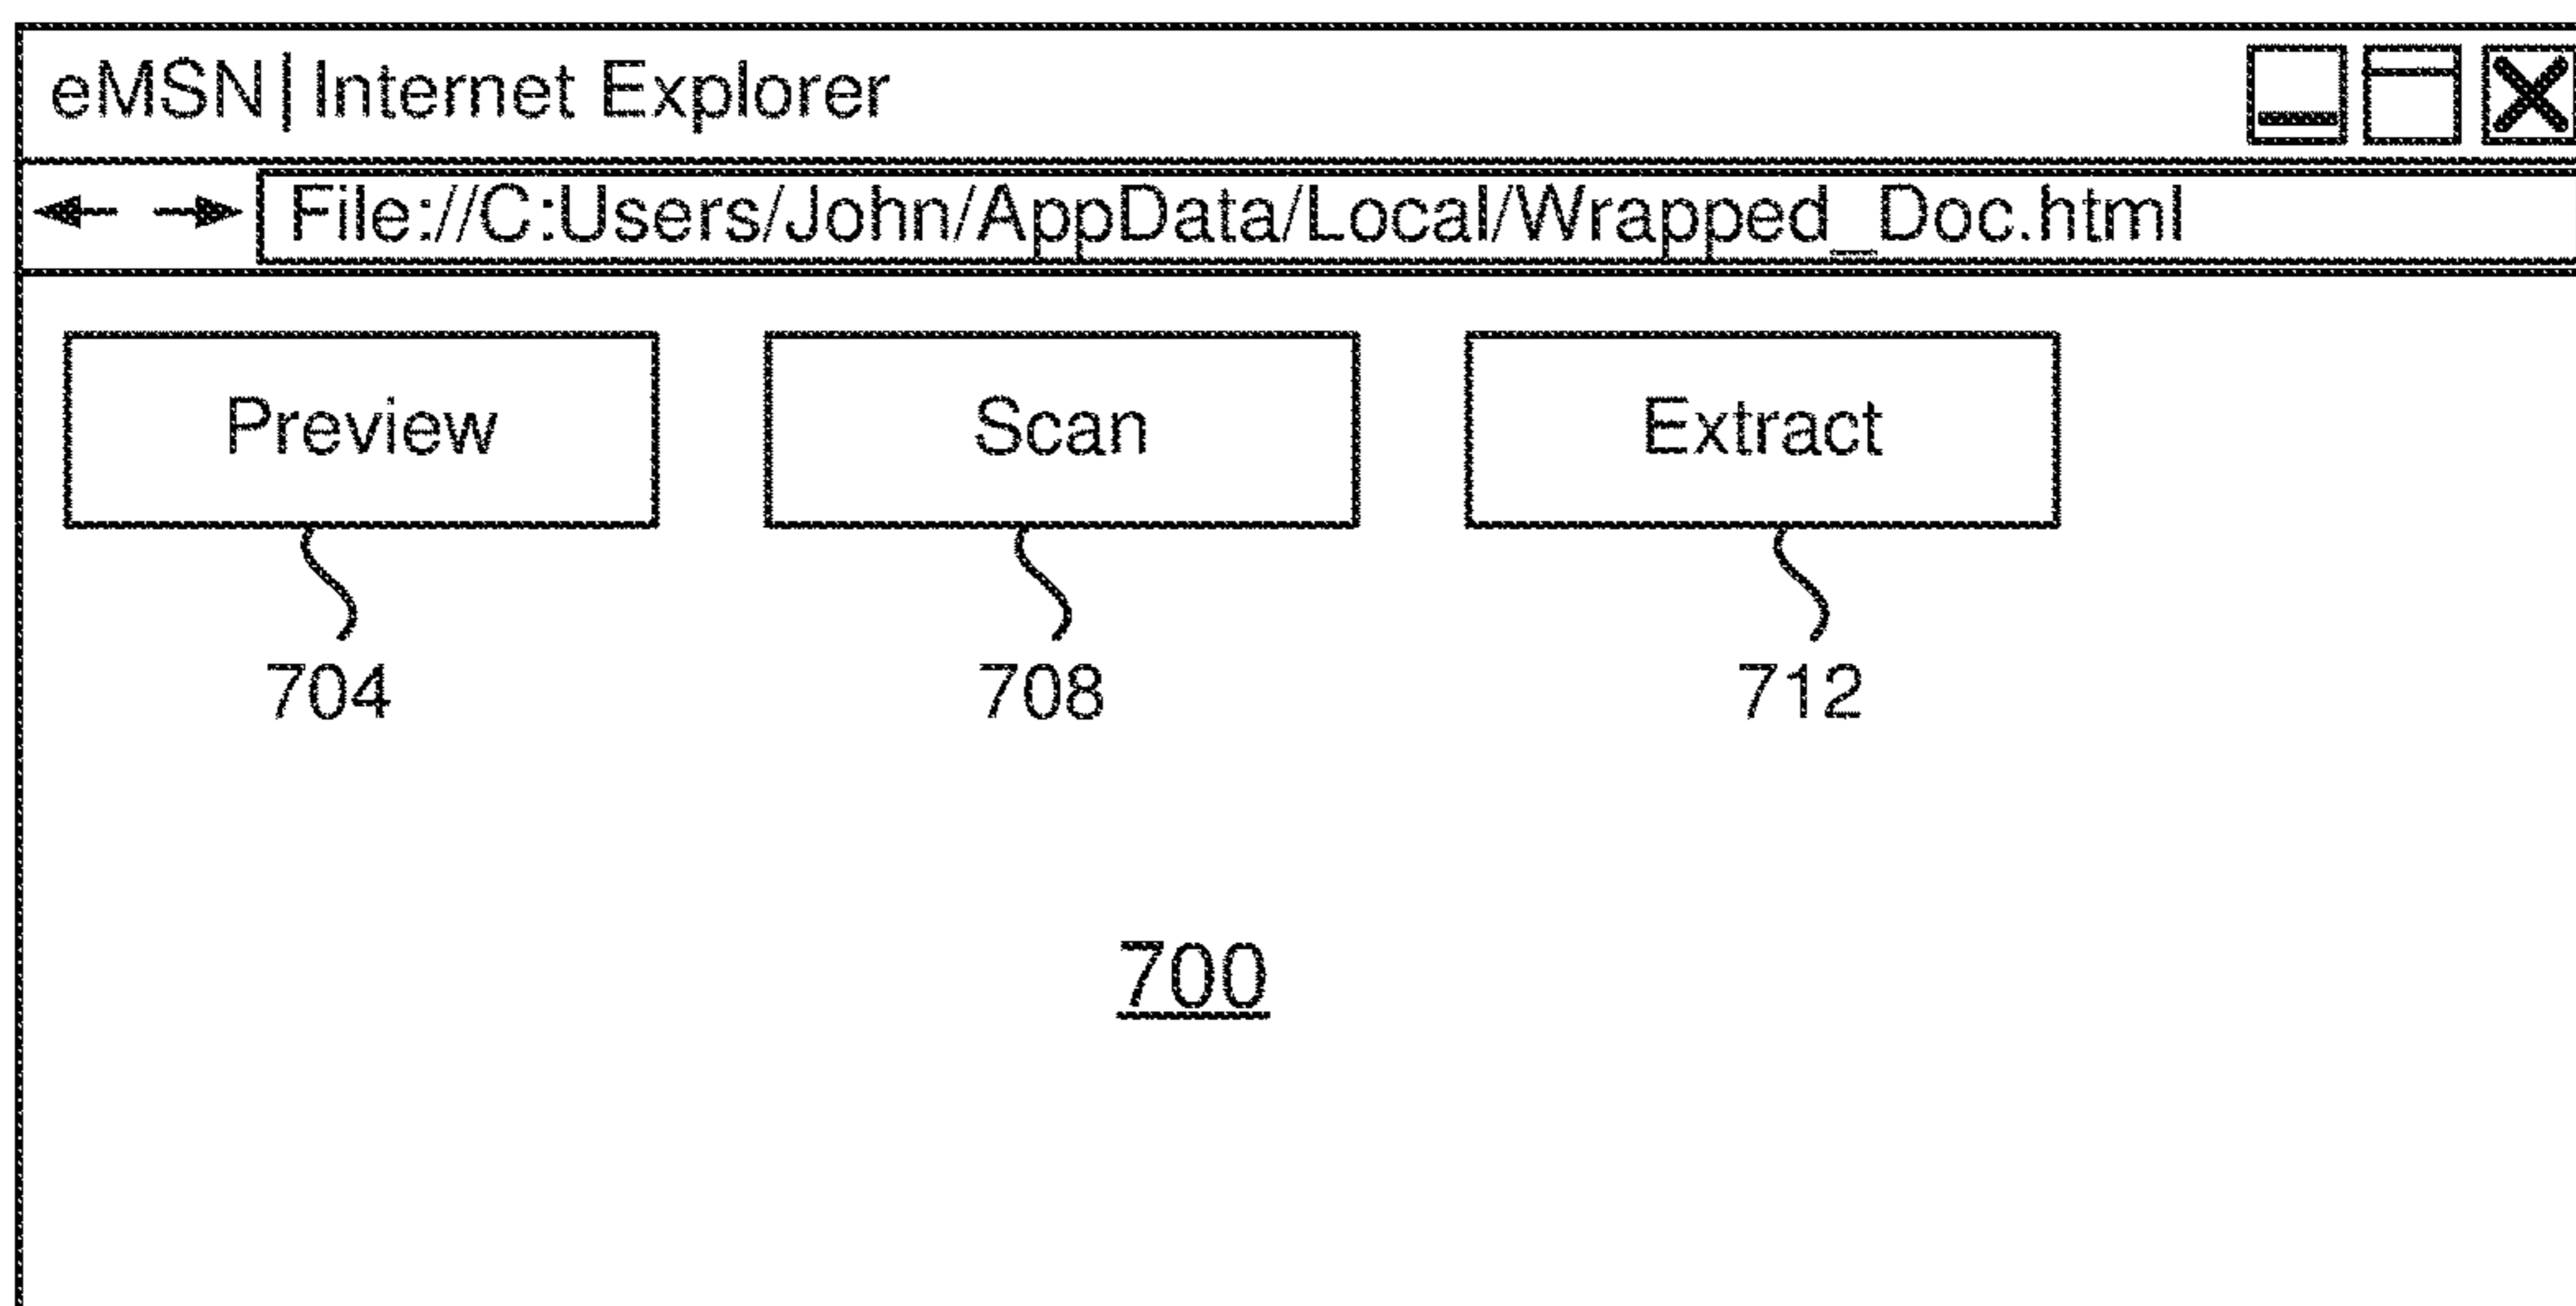 eMSN| Internet Explorer
File://C:Users/John/AppData/Local/Wrapped_Doc.html
Preview Scan Extract
704 708 712
700